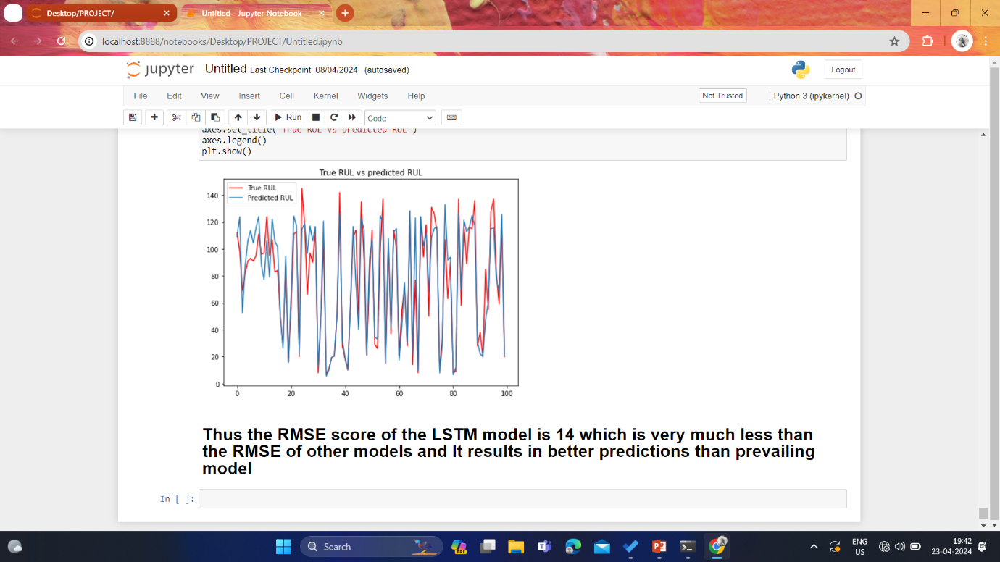 Desktop/PROJECT/
Untitled - Jupyter Notebook
localhost:8888/notebooks/Desktop/PROJECT/Untitled.ipynb
jupyter Untitled Last Checkpoint: 08/04/2024 (autosaved)
Logout
File Edit View Insert Cell Kernel Widgets Help
Not Trusted
Python 3 (ipykernel)
Run
Code
axes.set_title('True RUL vs predicted RUL')
axes.legend()
plt.show()
True RUL vs predicted RUL
True RUL
Predicted RUL
140
120
100
80
60
40
20
0
0 20 40 60 80 100
Thus the RMSE score of the LSTM model is 14 which is very much less than
the RMSE of other models and It results in better predictions than prevailing
model
In [ ]:
Search
PRE
ENG
US
19:42
23-04-2024